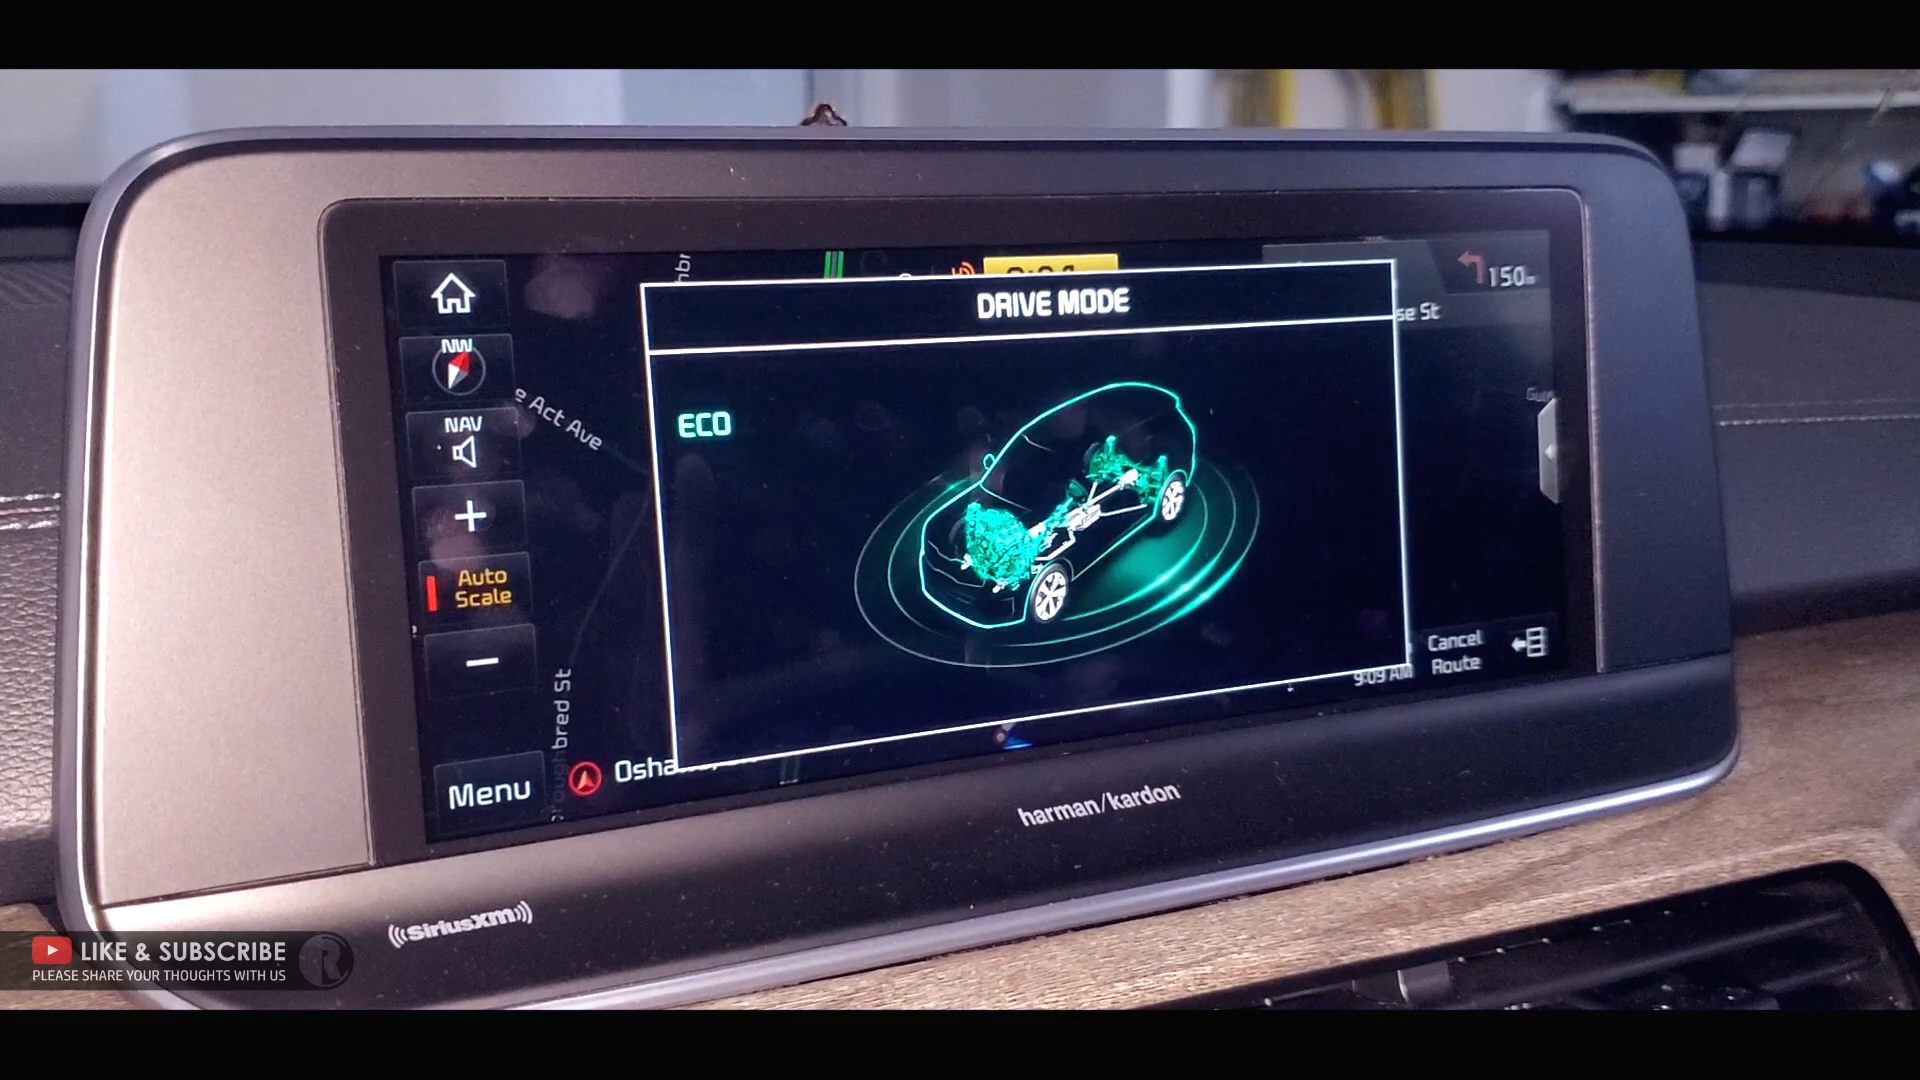 DRIVE MODE
150m
se St
NW
NAV
e Act Ave
ECO
Auto
Scale
Cancel
Route
9:09 AM
bred St
Menu
Osha
harman/kardon
((SiriusXM))
LIKE & SUBSCRIBE
PLEASE SHARE YOUR THOUGHTS WITH US